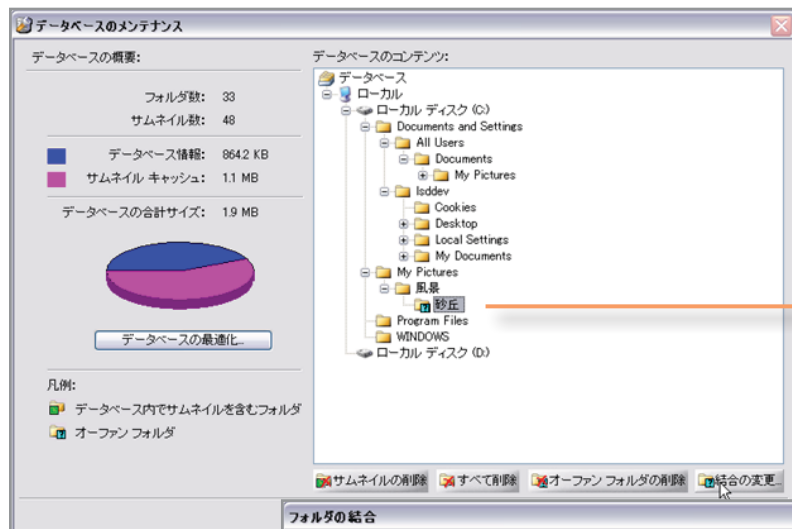 データベースのメンテナンス
データベースの概要:
フォルダ数: 33
サムネイル数: 48
データベース情報: 864.2 KB
サムネイル キャッシュ: 1.1 MB
データベースの合計サイズ: 1.9 MB
データベースの最適化...
凡例:
データベース内でサムネイルを含むフォルダ
オーファン フォルダ
データベースのコンテンツ:
データベース
ローカル
ローカル ディスク (C:)
Documents and Settings
All Users
Documents
My Pictures
lsddev
Cookies
Desktop
Local Settings
My Documents
My Pictures
風景
砂丘
Program Files
WINDOWS
ローカル ディスク (D:)
サムネイルの削除 すべて削除 オーファン フォルダの削除 結合の変更...
フォルダの結合